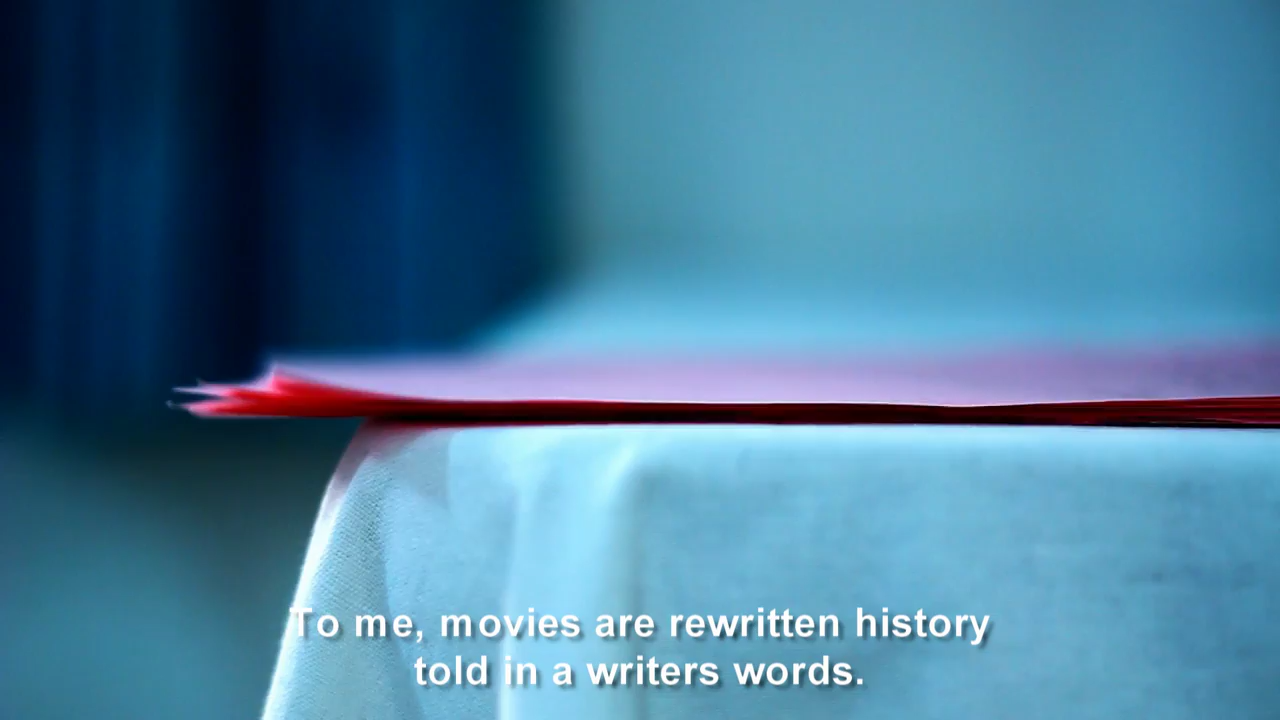 To me, movies are rewritten history
told in a writers words.